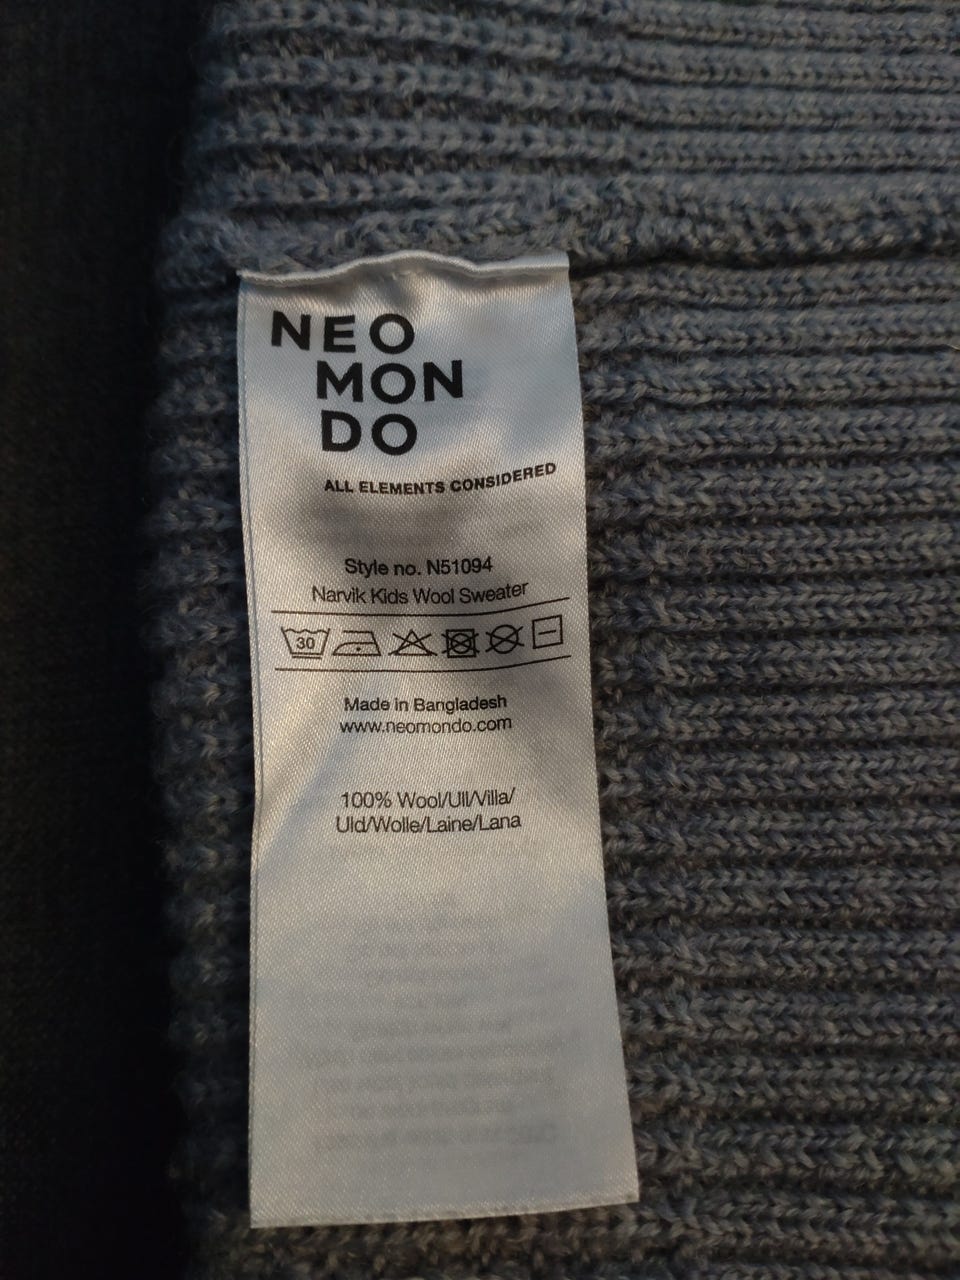 NEO
MON
DO
ALL ELEMENTS CONSIDERED
Style no. N51094
Narvik Kids Wool Sweater
30
Made in Bangladesh
www.neomondo.com
100% Wool/Ull/Villa/
Uld/Wolle/Laine/Lana